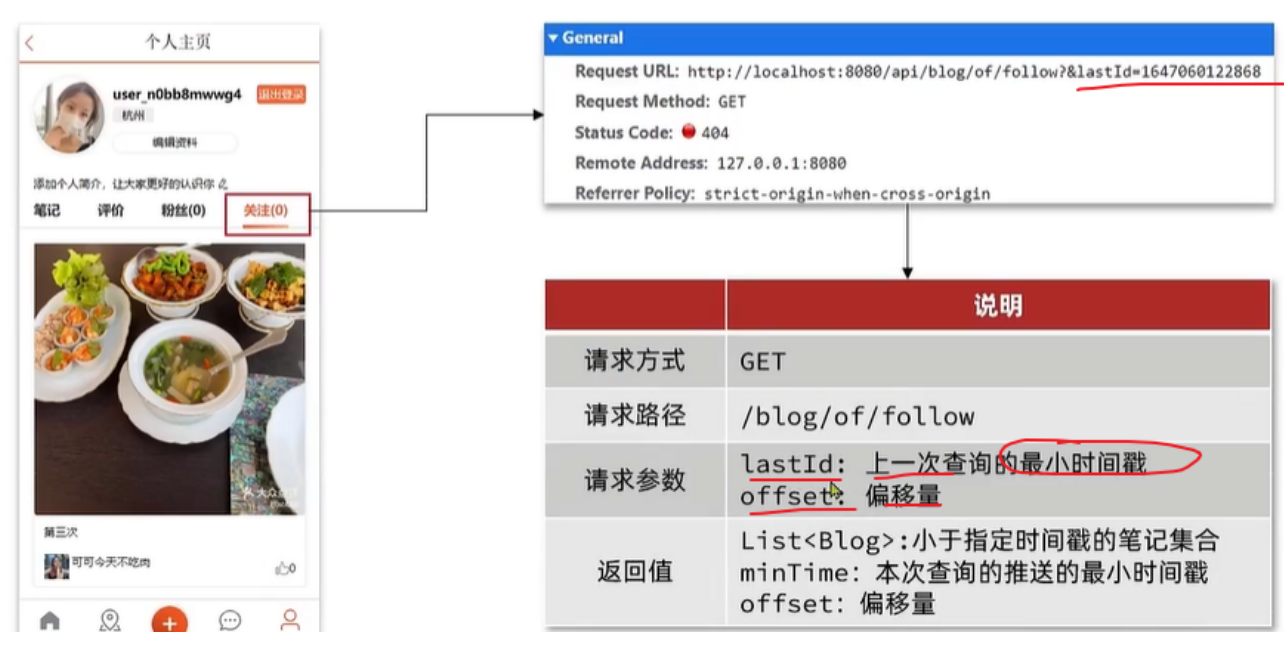 个人主页
user_n0bb8mwwg4
退出登录
杭州
编辑资料
添加个人简介，让大家更好的认识你
笔记
评价
粉丝(0)
关注(0)
大众点评
第三次
可可今天不吃肉
0
General
Request URL: http://localhost:8080/api/blog/of/follow?&lastId=1647060122868
Request Method: GET
Status Code: 404
Remote Address: 127.0.0.1:8080
Referrer Policy: strict-origin-when-cross-origin
说明
请求方式
GET
请求路径
/blog/of/follow
请求参数
lastId: 上一次查询的最小时间戳
offset: 偏移量
返回值
List<Blog>:小于指定时间戳的笔记集合
minTime: 本次查询的推送的最小时间戳
offset: 偏移量